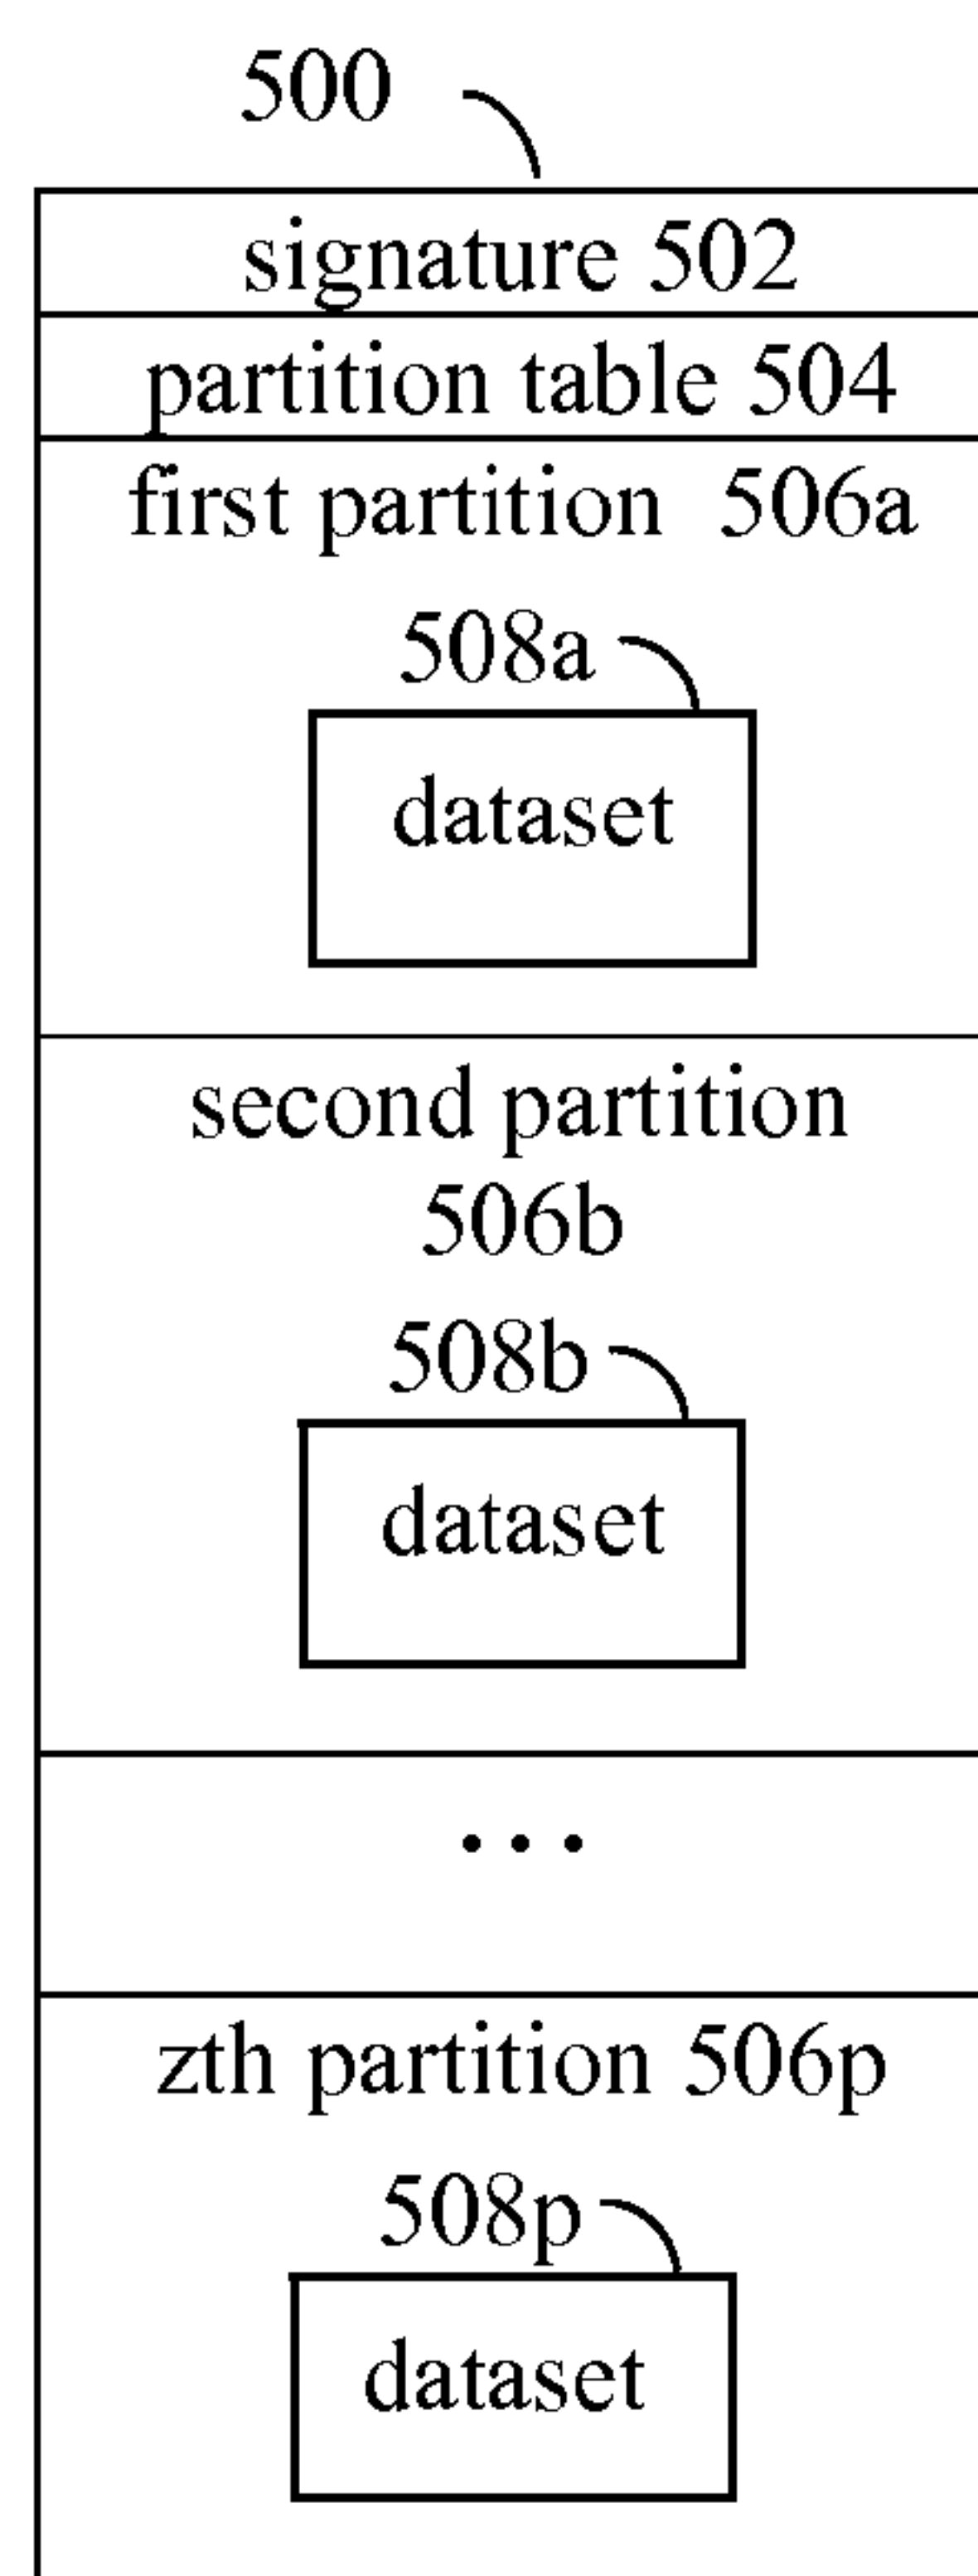 500
signature 502
partition table 504
first partition 506a
508a
dataset
second partition
506b
508b
dataset
...
zth partition 506p
508p
dataset